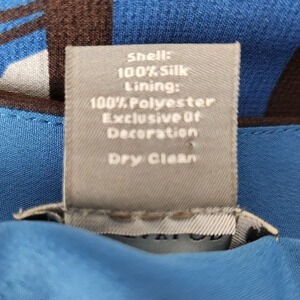 Shell:
100% Silk
Lining:
100% Polyester
Exclusive Of
Decoration
Dry Clean